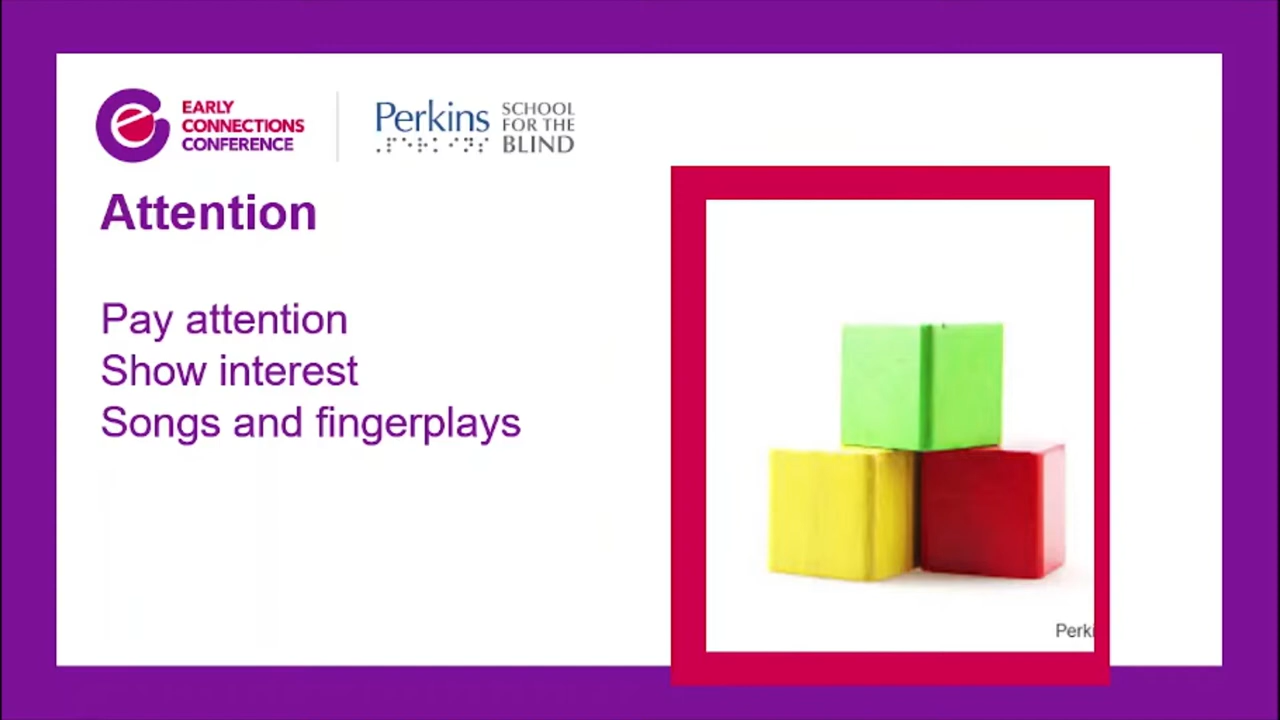 EARLY
CONNECTIONS
CONFERENCE
Perkins
SCHOOL
FOR THE
BLIND
Attention
Pay attention
Show interest
Songs and fingerplays